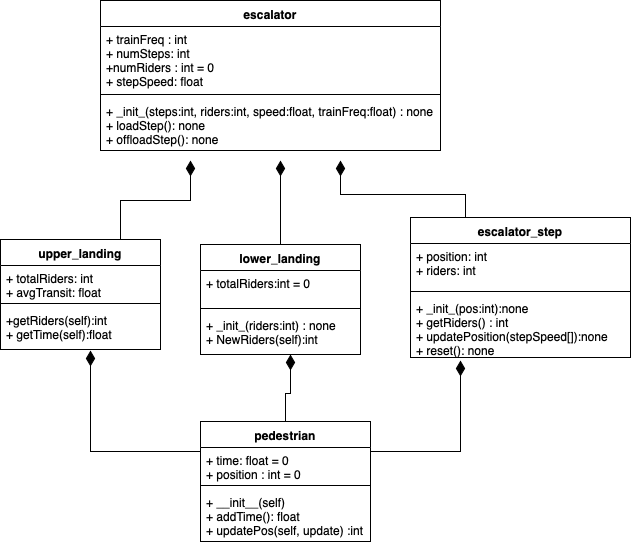 escalator
+ trainFreq : int
+ numSteps: int
+numRiders : int = 0
+ stepSpeed: float
+ _init_(steps:int, riders:int, speed:float, trainFreq:float) : none
+ loadStep(): none
+ offloadStep(): none
upper_landing
+ totalRiders: int
+ avgTransit: float
+getRiders(self):int
+ getTime(self):float
lower_landing
+ totalRiders:int = 0
+ _init_(riders:int) : none
+ NewRiders(self):int
escalator_step
+ position: int
+ riders: int
+ _init_(pos:int):none
+ getRiders() : int
+ updatePosition(stepSpeed[]):none
+ reset(): none
pedestrian
+ time: float = 0
+ position : int = 0
+ __init__(self)
+ addTime(): float
+ updatePos(self, update) :int